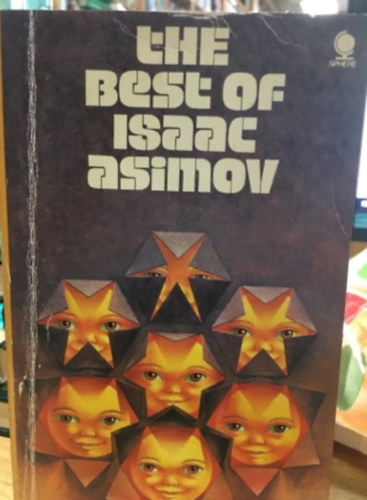 SPHERE
the
Best of
isaac
asimov